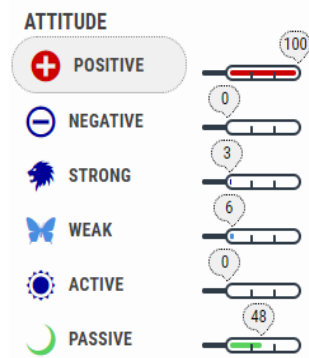 ATTITUDE
100
POSITIVE
0
NEGATIVE
3
STRONG
6
WEAK
0
ACTIVE
48
PASSIVE